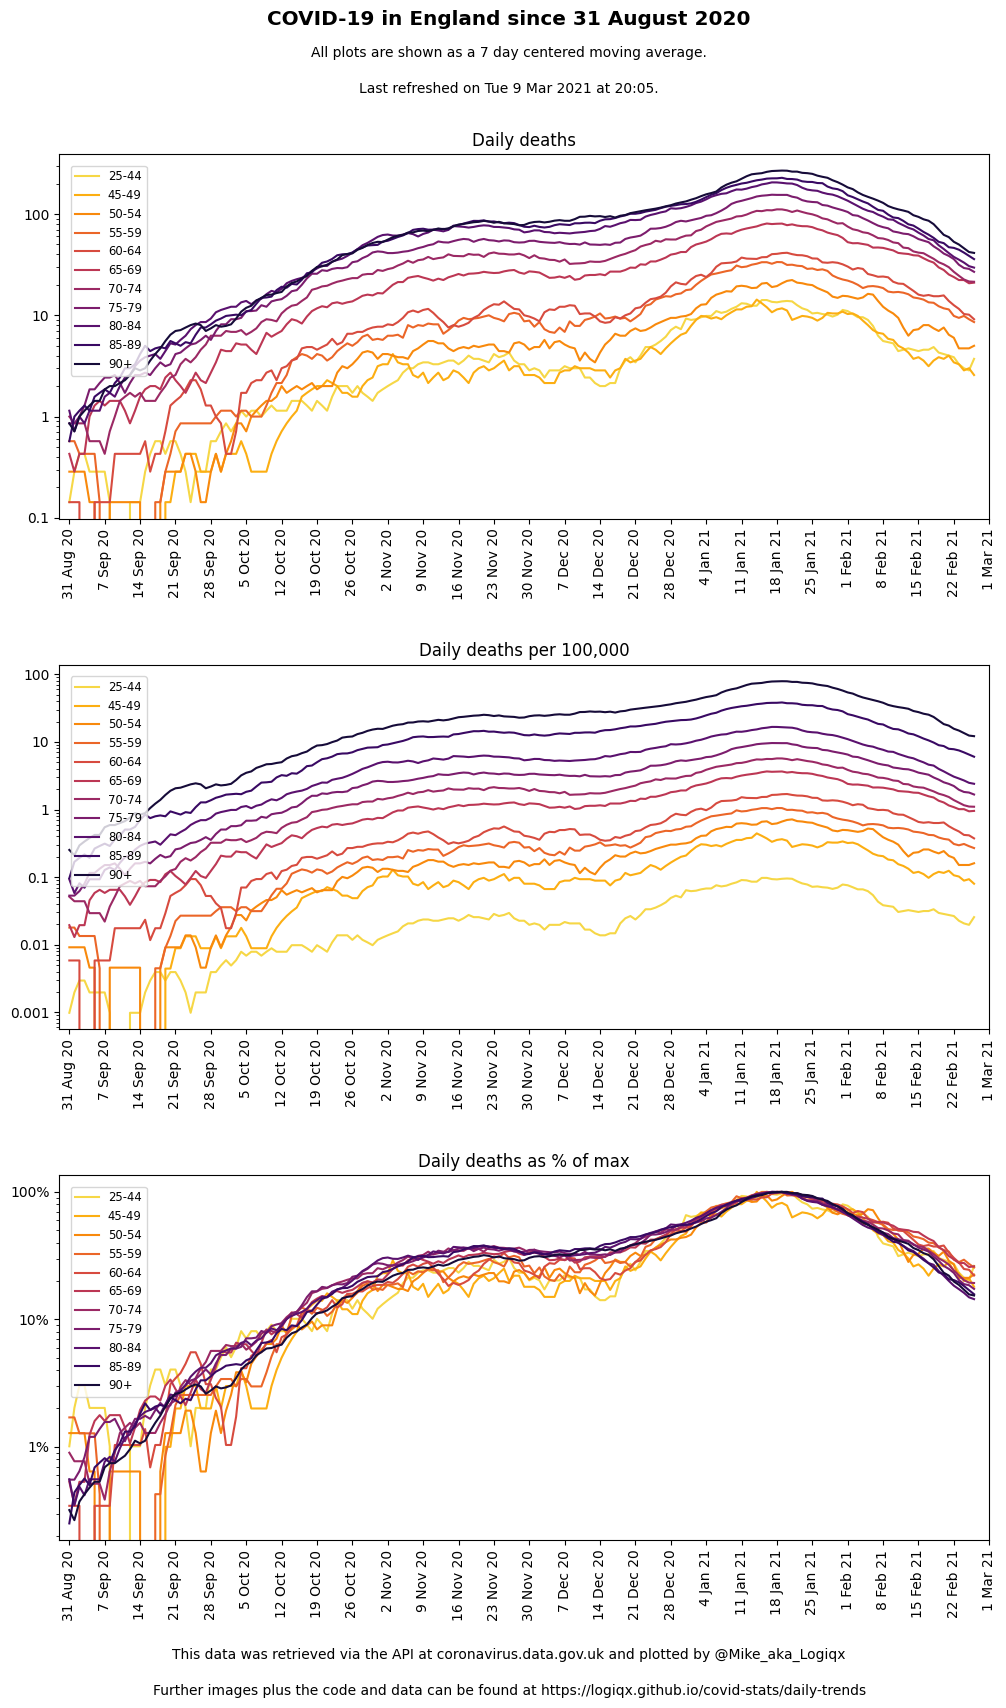 COVID-19 in England since 31 August 2020
All plots are shown as a 7 day centered moving average.
Last refreshed on Tue 9 Mar 2021 at 20:05.
Daily deaths
25-44
45-49
50-54
55-59
60-64
65-69
70-74
75-79
80-84
85-89
90+
100
10
1
0.1
31 Aug 20
7 Sep 20
14 Sep 20
21 Sep 20
28 Sep 20
5 Oct 20
12 Oct 20
19 Oct 20
26 Oct 20
2 Nov 20
9 Nov 20
16 Nov 20
23 Nov 20
30 Nov 20
7 Dec 20
14 Dec 20
21 Dec 20
28 Dec 20
4 Jan 21
11 Jan 21
18 Jan 21
25 Jan 21
1 Feb 21
8 Feb 21
15 Feb 21
22 Feb 21
1 Mar 21
Daily deaths per 100,000
25-44
45-49
50-54
55-59
60-64
65-69
70-74
75-79
80-84
85-89
90+
100
10
1
0.1
0.01
0.001
31 Aug 20
7 Sep 20
14 Sep 20
21 Sep 20
28 Sep 20
5 Oct 20
12 Oct 20
19 Oct 20
26 Oct 20
2 Nov 20
9 Nov 20
16 Nov 20
23 Nov 20
30 Nov 20
7 Dec 20
14 Dec 20
21 Dec 20
28 Dec 20
4 Jan 21
11 Jan 21
18 Jan 21
25 Jan 21
1 Feb 21
8 Feb 21
15 Feb 21
22 Feb 21
1 Mar 21
Daily deaths as % of max
25-44
45-49
50-54
55-59
60-64
65-69
70-74
75-79
80-84
85-89
90+
100%
10%
1%
31 Aug 20
7 Sep 20
14 Sep 20
21 Sep 20
28 Sep 20
5 Oct 20
12 Oct 20
19 Oct 20
26 Oct 20
2 Nov 20
9 Nov 20
16 Nov 20
23 Nov 20
30 Nov 20
7 Dec 20
14 Dec 20
21 Dec 20
28 Dec 20
4 Jan 21
11 Jan 21
18 Jan 21
25 Jan 21
1 Feb 21
8 Feb 21
15 Feb 21
22 Feb 21
1 Mar 21
This data was retrieved via the API at coronavirus.data.gov.uk and plotted by @Mike_aka_Logiqx
Further images plus the code and data can be found at https://logiqx.github.io/covid-stats/daily-trends